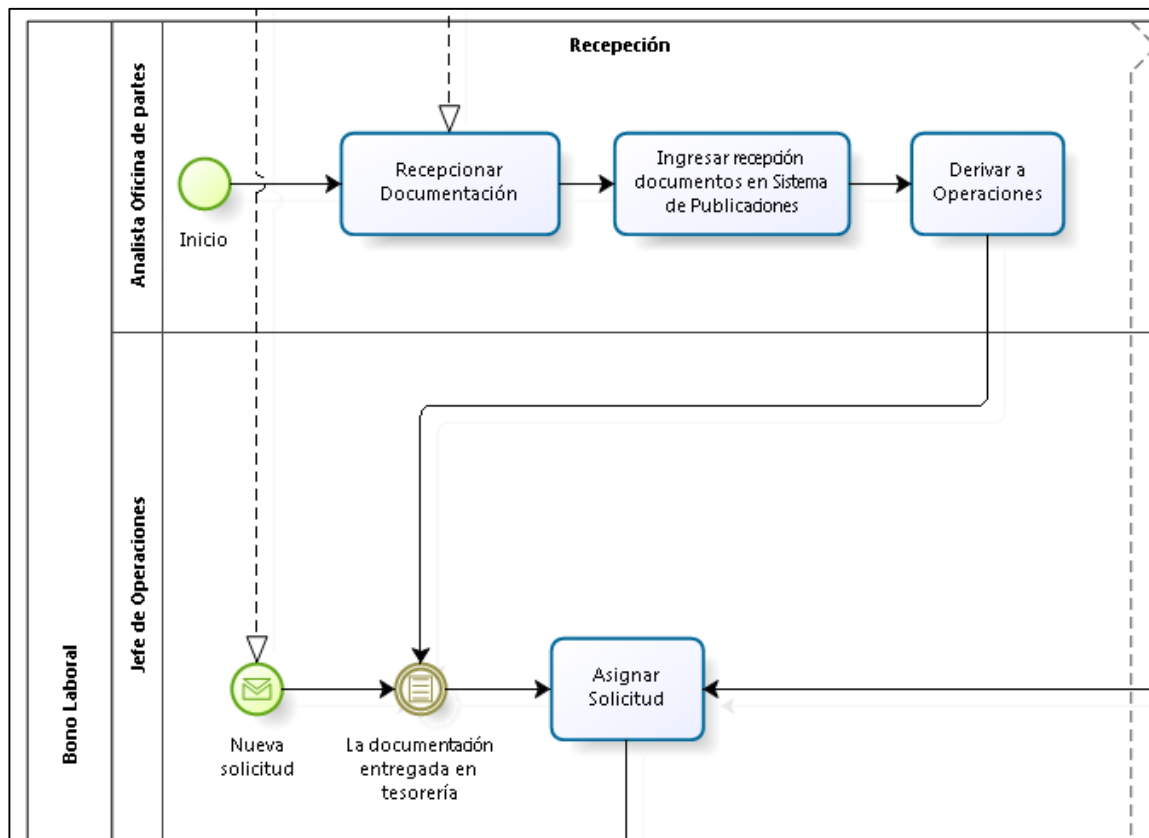 Recepeción
Bono Laboral
Analista Oficina de partes
Inicio
Recepcionar
Documentación
Ingresar recepción
documentos en Sistema
de Publicaciones
Derivar a
Operaciones
Jefe de Operaciones
Nueva
solicitud
La documentación
entregada en
tesorería
Asignar
Solicitud